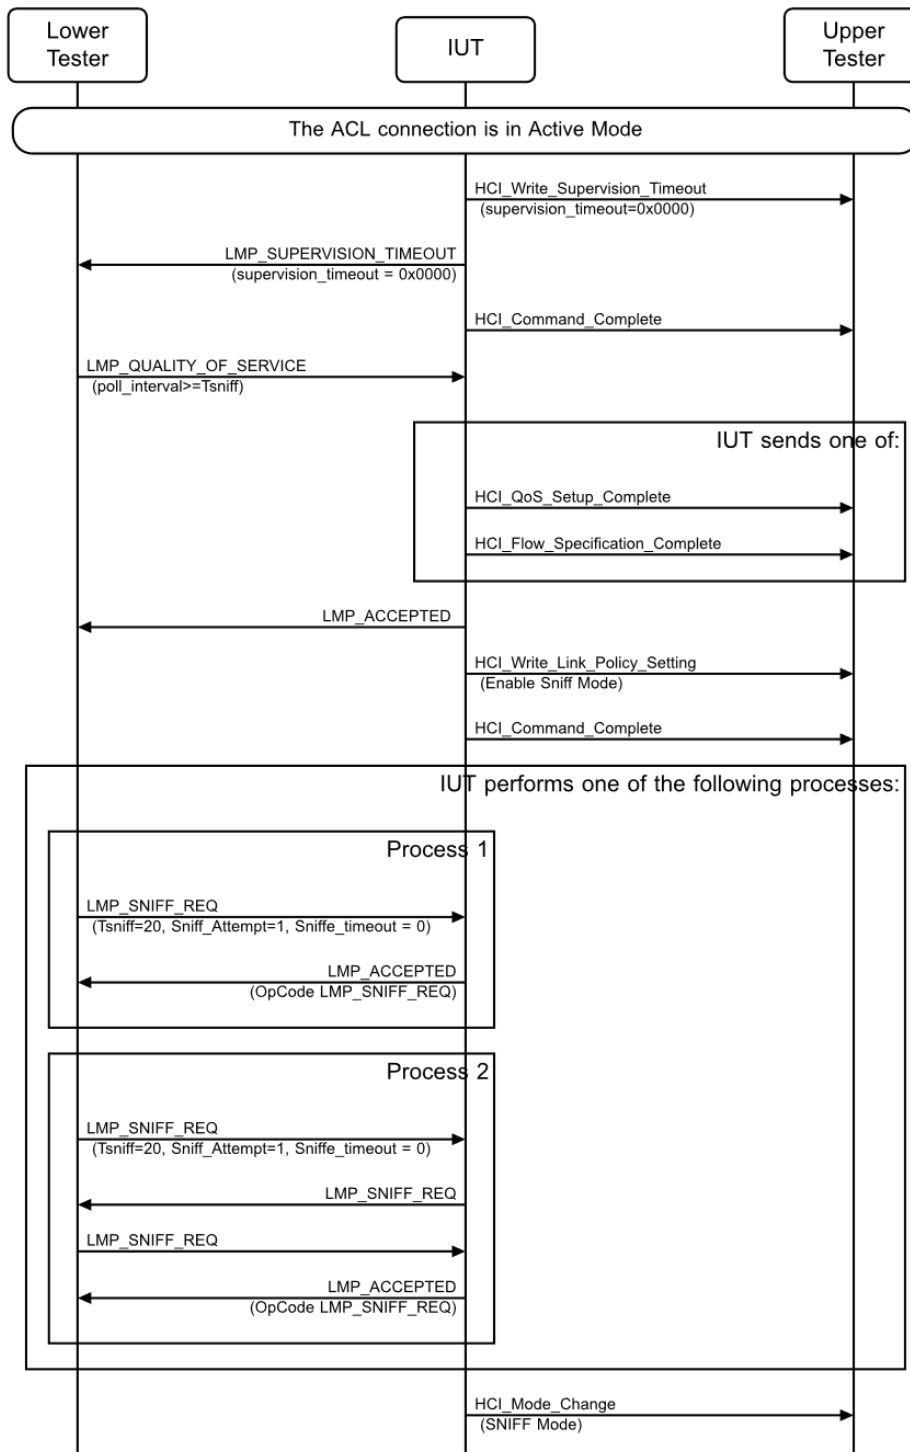 Lower
Tester
IUT
Upper
Tester
The ACL connection is in Active Mode
HCI_Write_Supervision_Timeout
(supervision_timeout=0x0000)
LMP_SUPERVISION_TIMEOUT
(supervision_timeout = 0x0000)
HCI_Command_Complete
LMP_QUALITY_OF_SERVICE
(poll_interval>=Tsniff)
IUT sends one of:
HCI_QoS_Setup_Complete
HCI_Flow_Specification_Complete
LMP_ACCEPTED
HCI_Write_Link_Policy_Setting
(Enable Sniff Mode)
HCI_Command_Complete
IUT performs one of the following processes:
Process 1
LMP_SNIFF_REQ
(Tsniff=20, Sniff_Attempt=1, Sniffe_timeout = 0)
LMP_ACCEPTED
(OpCode LMP_SNIFF_REQ)
Process 2
LMP_SNIFF_REQ
(Tsniff=20, Sniff_Attempt=1, Sniffe_timeout = 0)
LMP_SNIFF_REQ
LMP_SNIFF_REQ
LMP_ACCEPTED
(OpCode LMP_SNIFF_REQ)
HCI_Mode_Change
(SNIFF Mode)